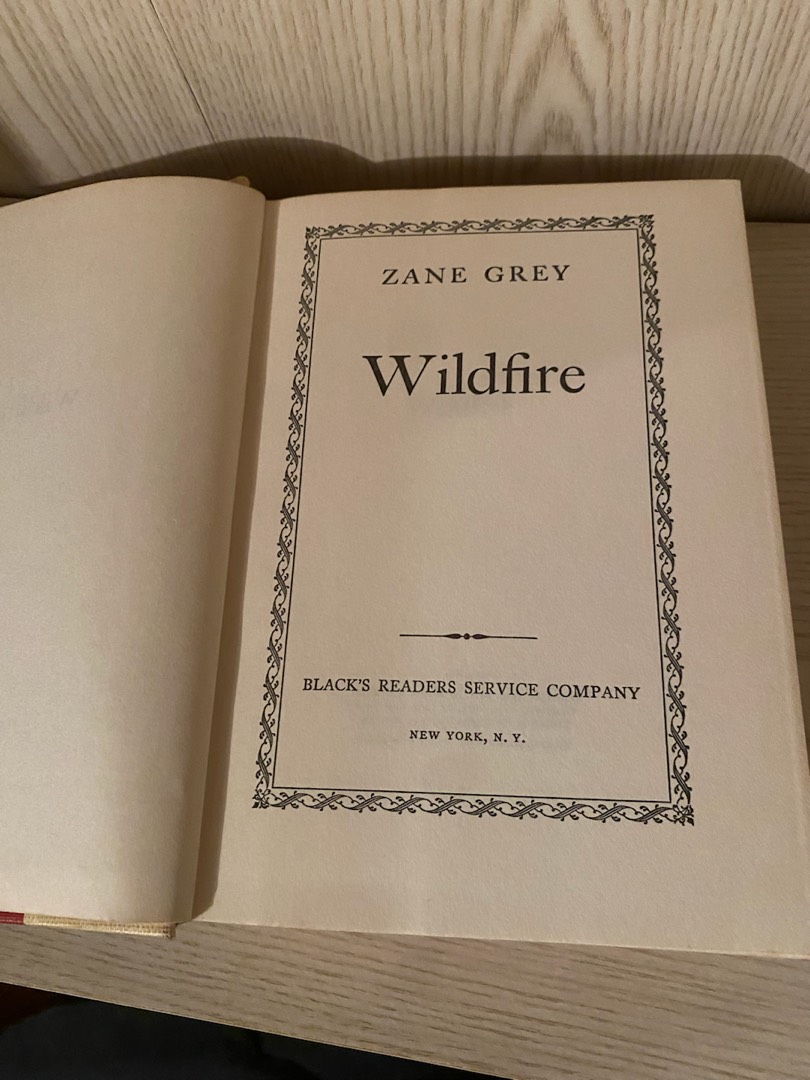 ZANE GREY
Wildfire
BLACK'S READERS SERVICE COMPANY
NEW YORK, N. Y.